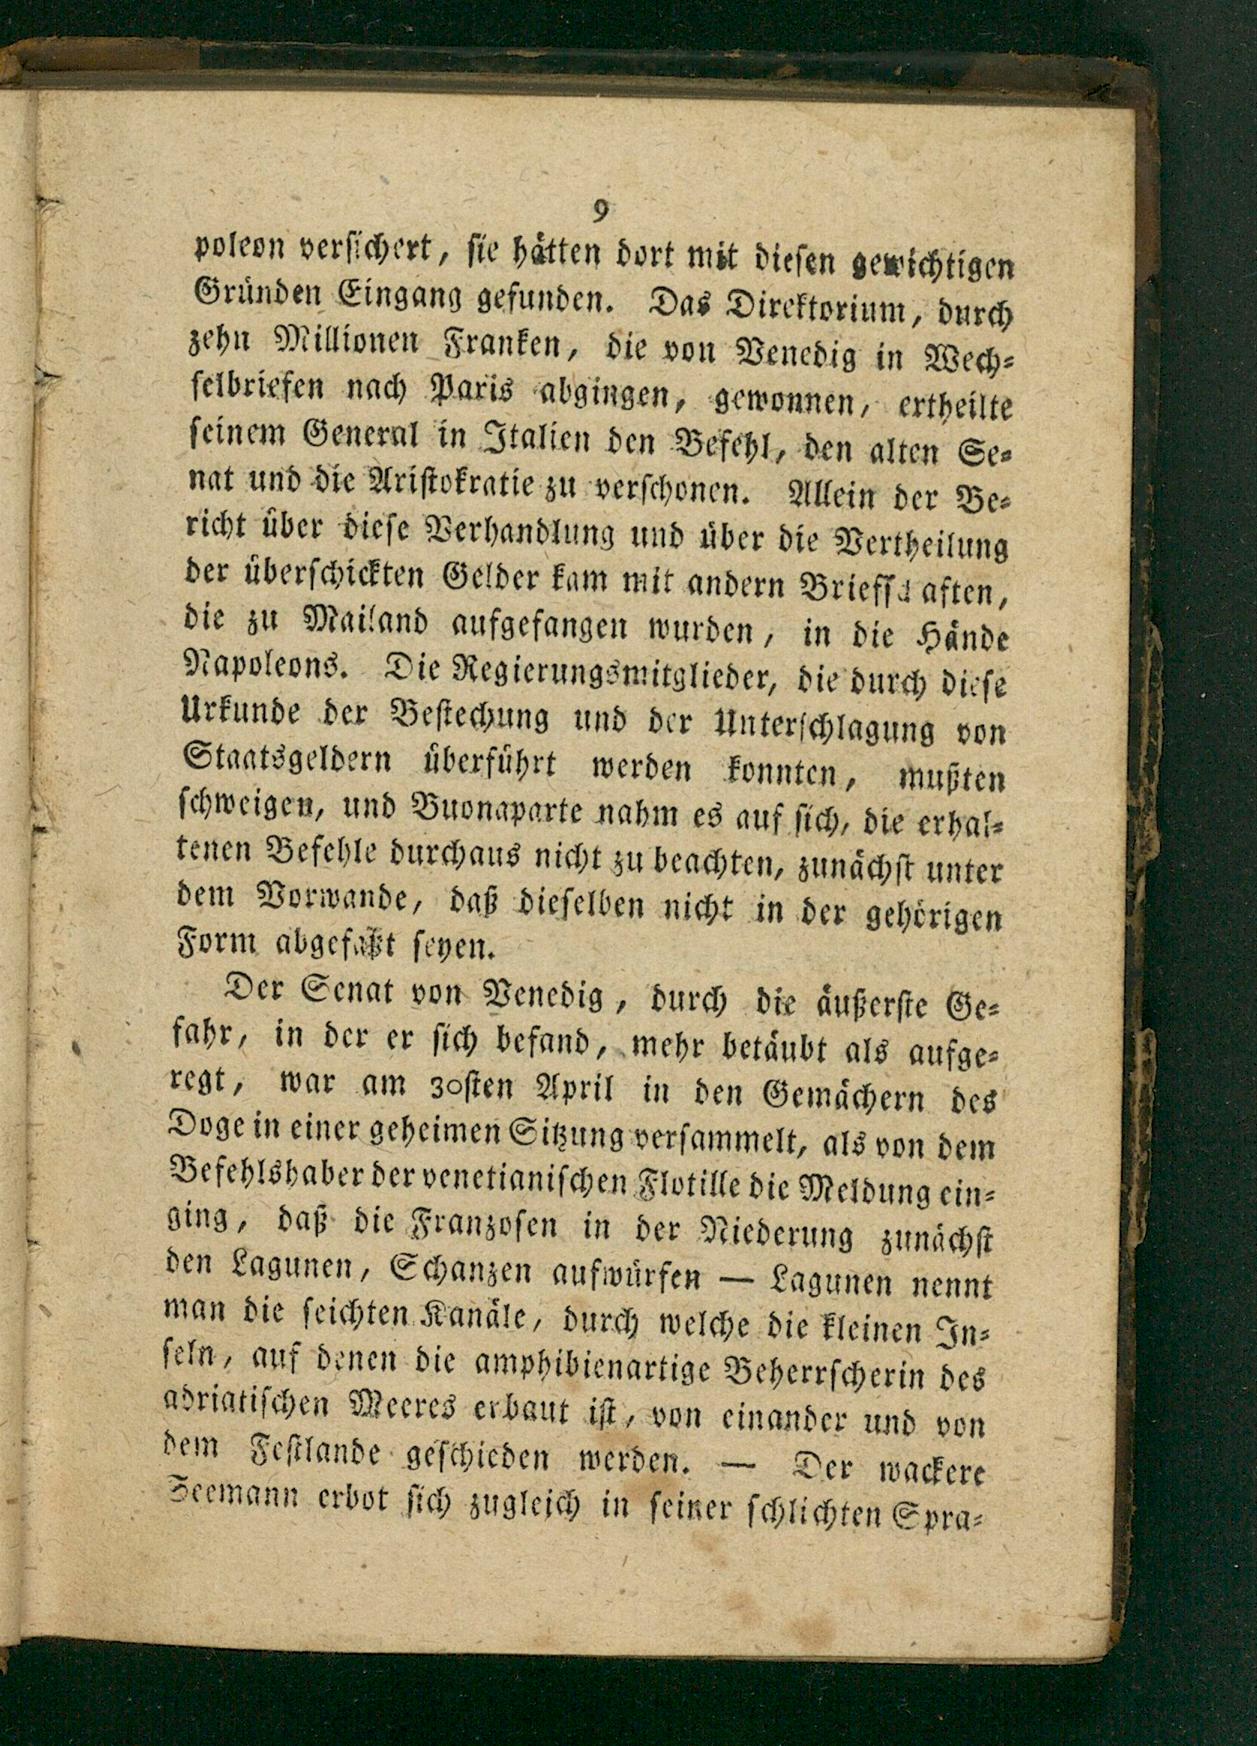 9
poleon versichert, sie hätten dort mit diesen gewichtigen
Gründen Eingang gefunden. Das Direktorium, durch
zehn Millionen Franken, die von Venedig in Wech-
selbriefen nach Paris abgingen, gewonnen, ertheilte
seinem General in Italien den Befehl, den alten Se-
nat und die Aristokratie zu verschonen. Allein der Be-
richt über diese Verhandlung und über die Vertheilung
der überschickten Gelder kam mit andern Briefschaften,
die zu Mailand aufgefangen wurden, in die Hände
Napoleons. Die Regierungsmitglieder, die durch diese
Urkunde der Bestechung und der Unterschlagung von
Staatsgeldern überführt werden konnten, mußten
schweigen, und Buonaparte nahm es auf sich, die erhal-
tenen Befehle durchaus nicht zu beachten, zunächst unter
dem Vorwande, daß dieselben nicht in der gehörigen
Form abgefaßt seyen.
Der Senat von Venedig, durch die äußerste Ge-
fahr, in der er sich befand, mehr betäubt als aufge-
regt, war am 30sten April in den Gemächern des
Doge in einer geheimen Sitzung versammelt, als von dem
Befehlshaber der venetianischen Flotille die Meldung ein-
ging, daß die Franzosen in der Niederung zunächst
den Lagunen, Schanzen aufwürfen — Lagunen nennt
man die seichten Kanäle, durch welche die kleinen In-
seln, auf denen die amphibienartige Beherrscherin des
adriatischen Meeres erbaut ist, von einander und von
dem Festlande geschieden werden. — Der wackere
Seemann erbot sich zugleich in seiner schlichten Spra-